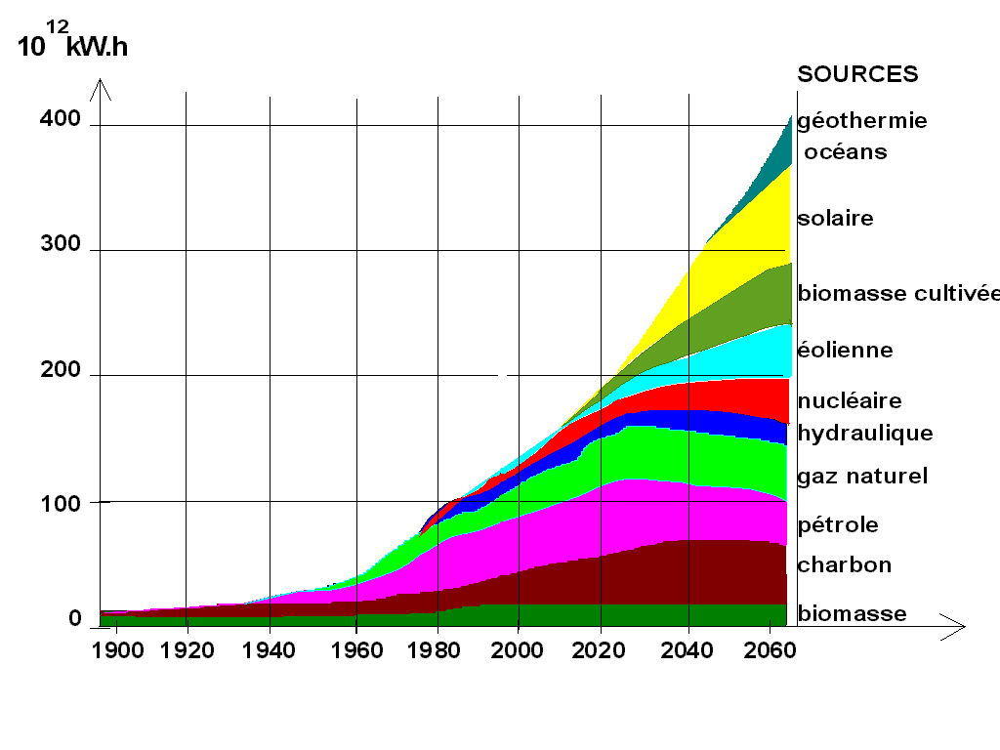 10 12 kW.h
SOURCES
400
géothermie
océans
300
solaire
biomasse cultivée
200
éolienne
nucléaire
hydraulique
gaz naturel
100
pétrole
charbon
biomasse
0
1900 1920 1940 1960 1980 2000 2020 2040 2060